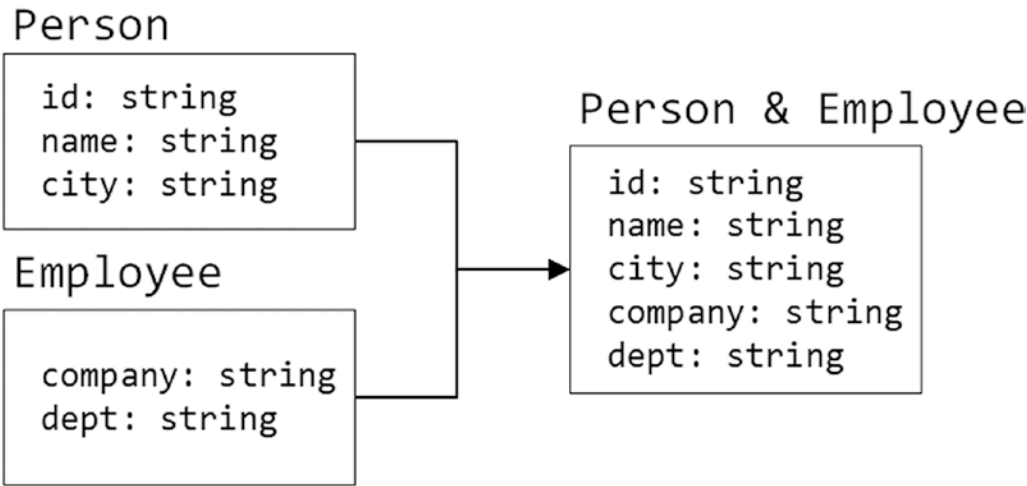 Person
id: string
name: string
city: string
Employee
company: string
dept: string
Person & Employee
id: string
name: string
city: string
company: string
dept: string